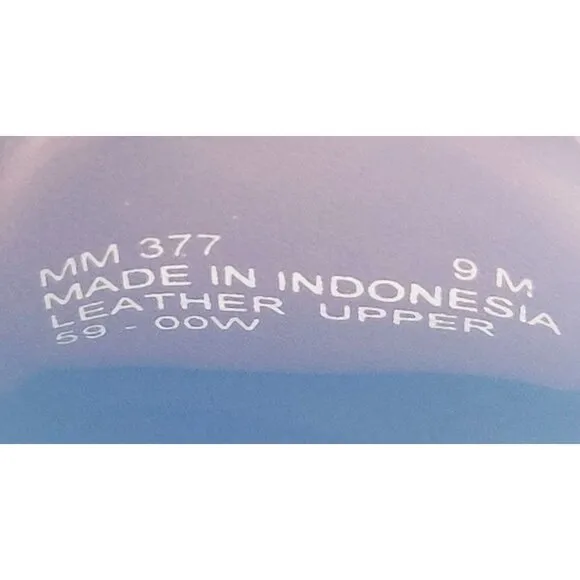 MM 377 9 M
MADE IN INDONESIA
LEATHER UPPER
59 - 00W